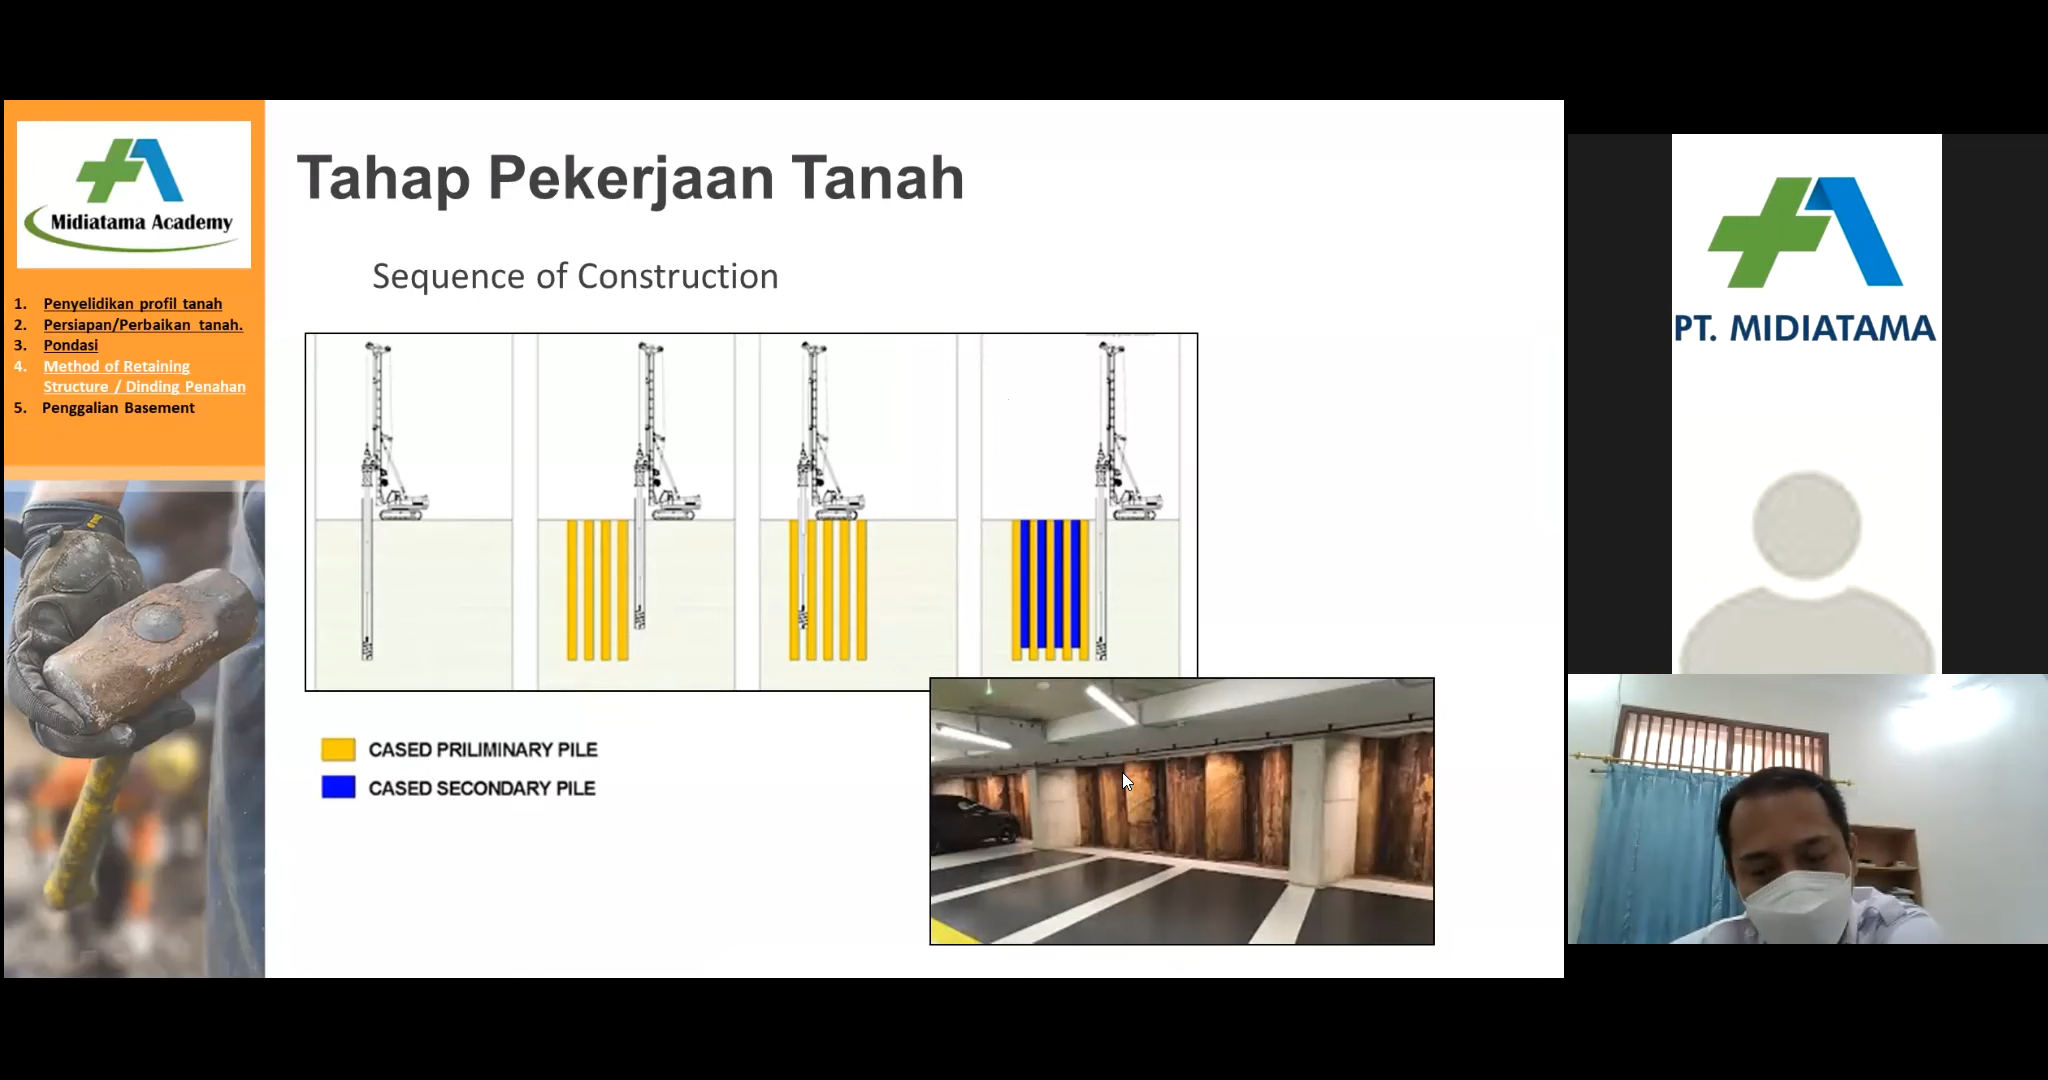 Midiatama Academy
1. Penyelidikan profil tanah
2. Persiapan/Perbaikan tanah.
3. Pondasi
4. Method of Retaining
Structure / Dinding Penahan
5. Penggalian Basement
Tahap Pekerjaan Tanah
Sequence of Construction
CASED PRILIMINARY PILE
CASED SECONDARY PILE
PT. MIDIATAMA